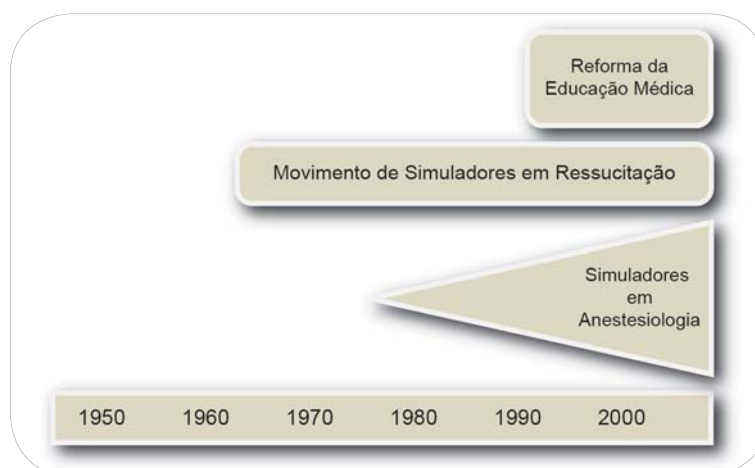 Reforma da
Educação Médica
Movimento de Simuladores em Ressucitação
Simuladores
em
Anestesiologia
1950 1960 1970 1980 1990 2000